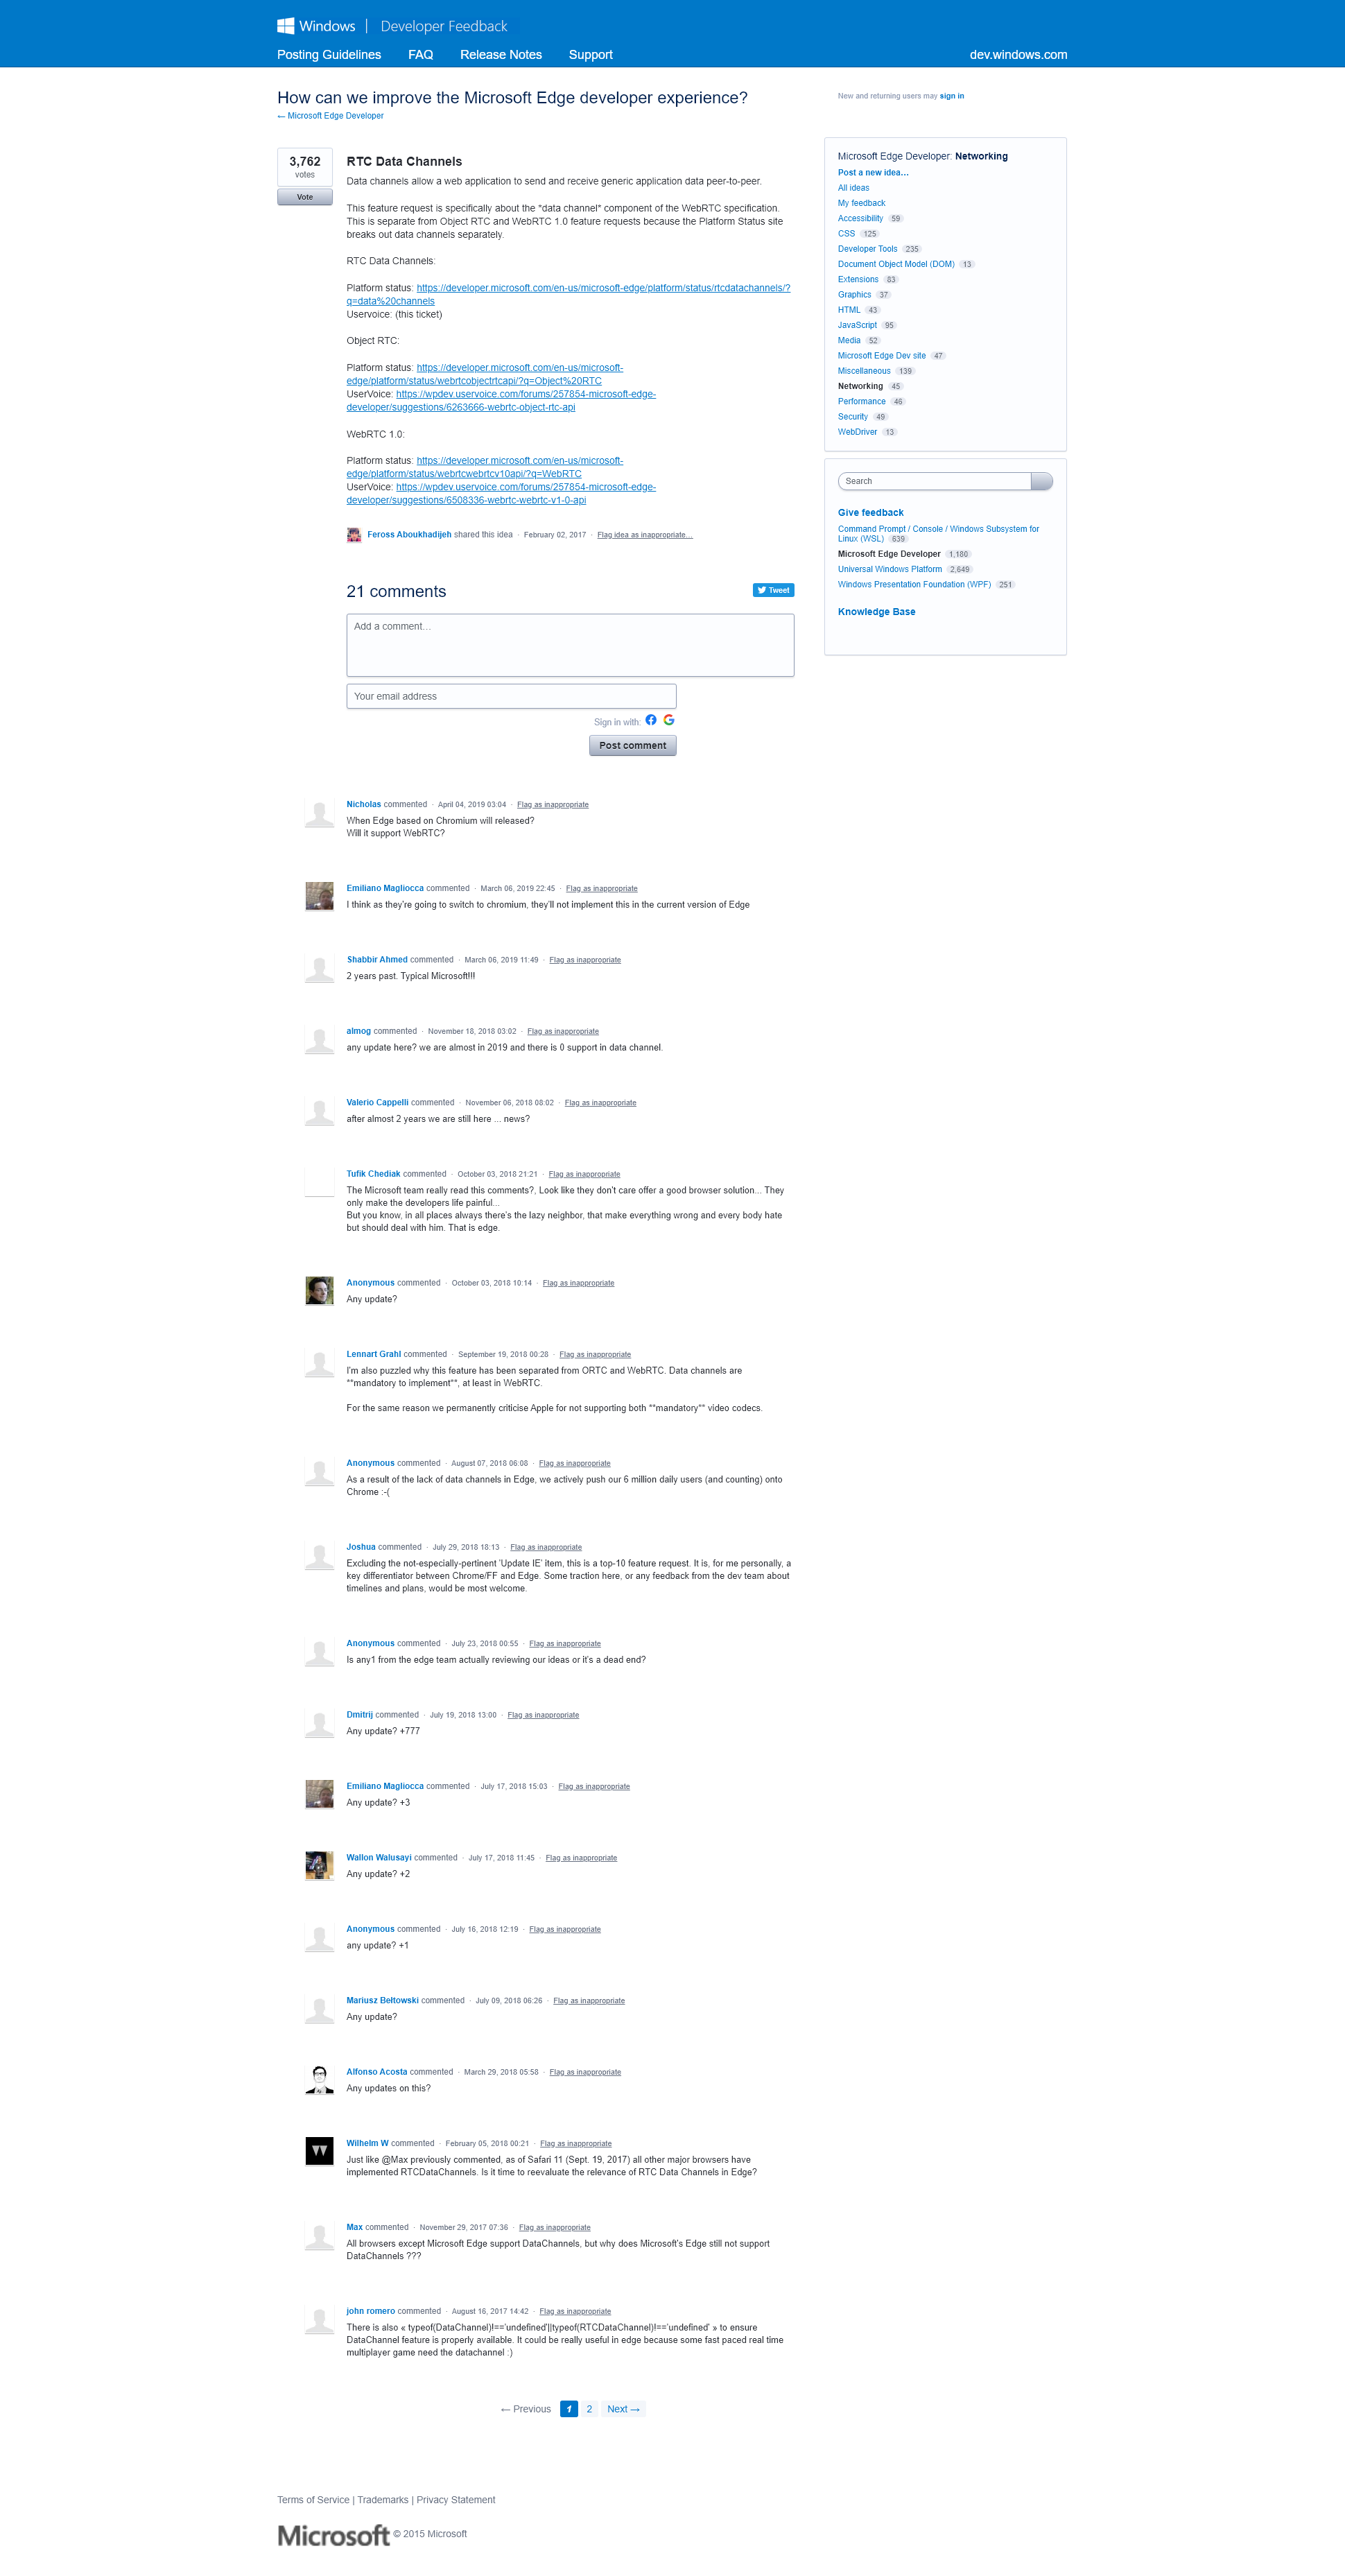 Windows | Developer Feedback
Posting Guidelines FAQ Release Notes Support dev.windows.com
How can we improve the Microsoft Edge developer experience?
← Microsoft Edge Developer
New and returning users may sign in
3,762
votes
Vote
RTC Data Channels
Data channels allow a web application to send and receive generic application data peer-to-peer.
This feature request is specifically about the *data channel* component of the WebRTC specification.
This is separate from Object RTC and WebRTC 1.0 feature requests because the Platform Status site
breaks out data channels separately.
RTC Data Channels:
Platform status: https://developer.microsoft.com/en-us/microsoft-edge/platform/status/rtcdatachannels/?
q=data%20channels
Uservoice: (this ticket)
Object RTC:
Platform status: https://developer.microsoft.com/en-us/microsoft-
edge/platform/status/webrtcobjectrtcapi/?q=Object%20RTC
UserVoice: https://wpdev.uservoice.com/forums/257854-microsoft-edge-
developer/suggestions/6263666-webrtc-object-rtc-api
WebRTC 1.0:
Platform status: https://developer.microsoft.com/en-us/microsoft-
edge/platform/status/webrtcwebrtcv10api/?q=WebRTC
UserVoice: https://wpdev.uservoice.com/forums/257854-microsoft-edge-
developer/suggestions/6508336-webrtc-webrtc-v1-0-api
Feross Aboukhadijeh shared this idea · February 02, 2017 · Flag idea as inappropriate…
21 comments
Tweet
Add a comment…
Your email address
Sign in with:
Post comment
Nicholas commented · April 04, 2019 03:04 · Flag as inappropriate
When Edge based on Chromium will released?
Will it support WebRTC?
Emiliano Magliocca commented · March 06, 2019 22:45 · Flag as inappropriate
I think as they're going to switch to chromium, they'll not implement this in the current version of Edge
Shabbir Ahmed commented · March 06, 2019 11:49 · Flag as inappropriate
2 years past. Typical Microsoft!!!
almog commented · November 18, 2018 03:02 · Flag as inappropriate
any update here? we are almost in 2019 and there is 0 support in data channel.
Valerio Cappelli commented · November 06, 2018 08:02 · Flag as inappropriate
after almost 2 years we are still here ... news?
Tufik Chediak commented · October 03, 2018 21:21 · Flag as inappropriate
The Microsoft team really read this comments?, Look like they don't care offer a good browser solution... They
only make the developers life painful...
But you know, in all places always there's the lazy neighbor, that make everything wrong and every body hate
but should deal with him. That is edge.
Anonymous commented · October 03, 2018 10:14 · Flag as inappropriate
Any update?
Lennart Grahl commented · September 19, 2018 00:28 · Flag as inappropriate
I'm also puzzled why this feature has been separated from ORTC and WebRTC. Data channels are
**mandatory to implement**, at least in WebRTC.
For the same reason we permanently criticise Apple for not supporting both **mandatory** video codecs.
Anonymous commented · August 07, 2018 06:08 · Flag as inappropriate
As a result of the lack of data channels in Edge, we actively push our 6 million daily users (and counting) onto
Chrome :-(
Joshua commented · July 29, 2018 18:13 · Flag as inappropriate
Excluding the not-especially-pertinent 'Update IE' item, this is a top-10 feature request. It is, for me personally, a
key differentiator between Chrome/FF and Edge. Some traction here, or any feedback from the dev team about
timelines and plans, would be most welcome.
Anonymous commented · July 23, 2018 00:55 · Flag as inappropriate
Is any1 from the edge team actually reviewing our ideas or it's a dead end?
Dmitrij commented · July 19, 2018 13:00 · Flag as inappropriate
Any update? +777
Emiliano Magliocca commented · July 17, 2018 15:03 · Flag as inappropriate
Any update? +3
Wallon Walusayi commented · July 17, 2018 11:45 · Flag as inappropriate
Any update? +2
Anonymous commented · July 16, 2018 12:19 · Flag as inappropriate
any update? +1
Mariusz Bełtowski commented · July 09, 2018 06:26 · Flag as inappropriate
Any update?
Alfonso Acosta commented · March 29, 2018 05:58 · Flag as inappropriate
Any updates on this?
Wilhelm W commented · February 05, 2018 00:21 · Flag as inappropriate
Just like @Max previously commented, as of Safari 11 (Sept. 19, 2017) all other major browsers have
implemented RTCDataChannels. Is it time to reevaluate the relevance of RTC Data Channels in Edge?
Max commented · November 29, 2017 07:36 · Flag as inappropriate
All browsers except Microsoft Edge support DataChannels, but why does Microsoft's Edge still not support
DataChannels ???
john romero commented · August 16, 2017 14:42 · Flag as inappropriate
There is also « typeof(DataChannel)!=='undefined'||typeof(RTCDataChannel)!=='undefined' » to ensure
DataChannel feature is properly available. It could be really useful in edge because some fast paced real time
multiplayer game need the datachannel :)
← Previous 1 2 Next →
Microsoft Edge Developer: Networking
Post a new idea…
All ideas
My feedback
Accessibility 59
CSS 125
Developer Tools 235
Document Object Model (DOM) 13
Extensions 83
Graphics 37
HTML 43
JavaScript 95
Media 52
Microsoft Edge Dev site 47
Miscellaneous 139
Networking 45
Performance 46
Security 49
WebDriver 13
Search
Give feedback
Command Prompt / Console / Windows Subsystem for
Linux (WSL) 639
Microsoft Edge Developer 1,180
Universal Windows Platform 2,649
Windows Presentation Foundation (WPF) 251
Knowledge Base
Terms of Service | Trademarks | Privacy Statement
Microsoft © 2015 Microsoft